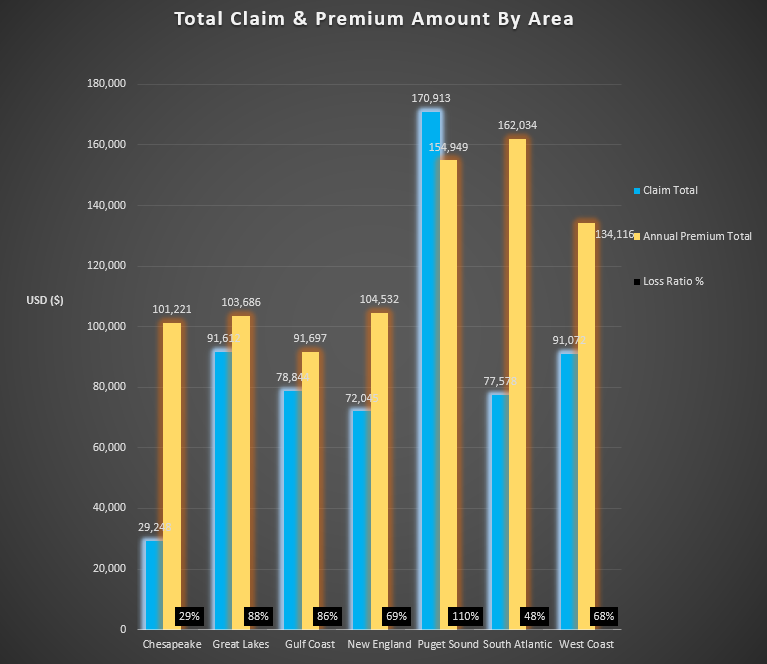 Total Claim & Premium Amount By Area
180,000
170,913
162,034
160,000
154,949
140,000
134,116
120,000
USD ($)
101,221
103,686
104,532
100,000
91,697
80,000
60,000
40,000
20,000
0
29%
88%
86%
69%
110%
48%
68%
Chesapeake
Great Lakes
Gulf Coast
New England
Puget Sound
South Atlantic
West Coast
Claim Total
Annual Premium Total
Loss Ratio %